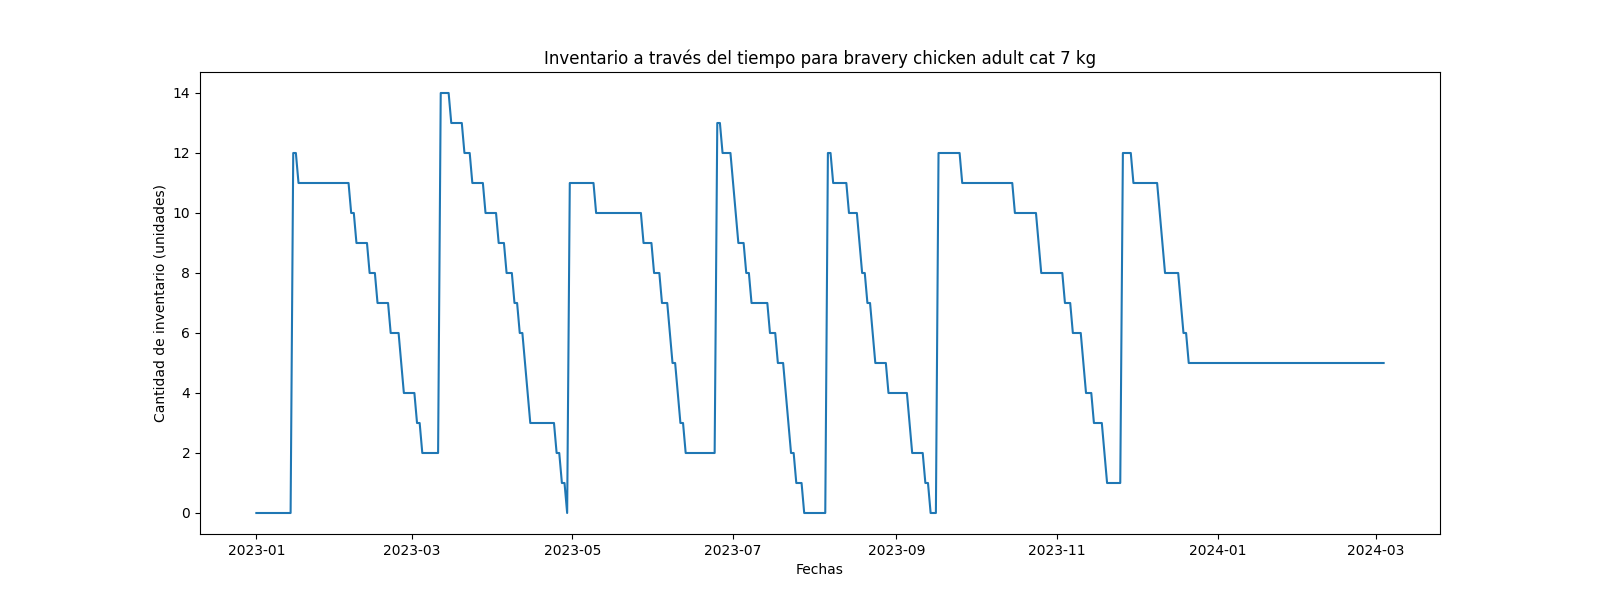 Inventario a través del tiempo para bravery chicken adult cat 7 kg
Cantidad de inventario (unidades)
14
12
10
8
6
4
2
0
2023-01 2023-03 2023-05 2023-07 2023-09 2023-11 2024-01 2024-03
Fechas